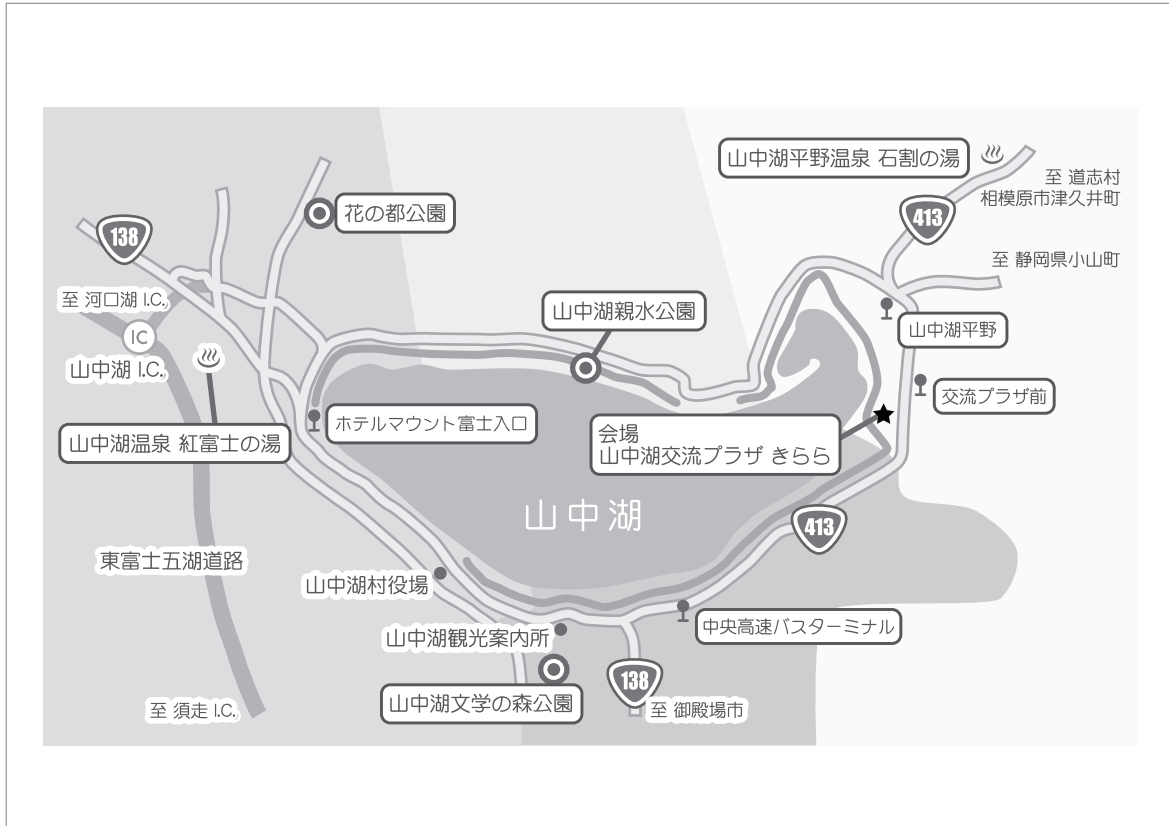 山中湖平野温泉 石割の湯
至 道志村
相模原市津久井町
413
花の都公園
138
至 静岡県小山町
至 河口湖 I.C.
山中湖親水公園
IC
山中湖平野
山中湖 I.C.
交流プラザ前
ホテルマウント富士入口
会場
山中湖交流プラザ きらら
山中湖温泉 紅富士の湯
山中湖
413
東富士五湖道路
山中湖村役場
中央高速バスターミナル
山中湖観光案内所
138
山中湖文学の森公園
至 須走 I.C.
至 御殿場市